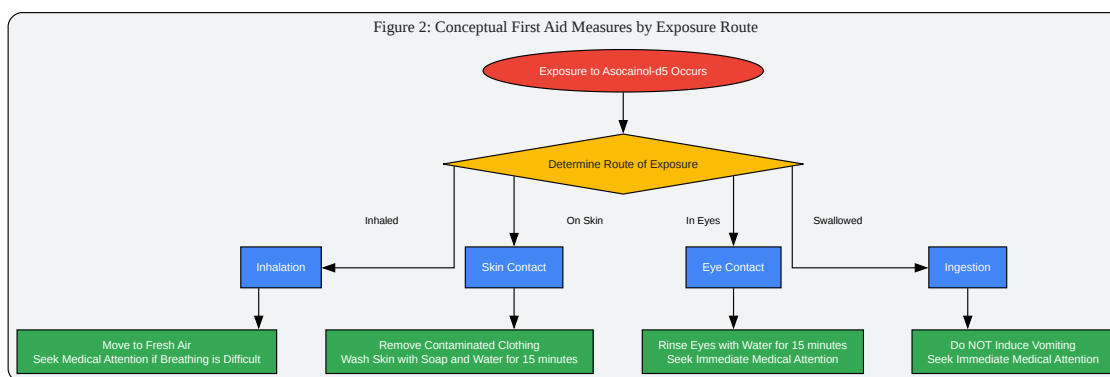 Figure 2: Conceptual First Aid Measures by Exposure Route
Exposure to Asocainol-d5 Occurs
Determine Route of Exposure
Inhaled
On Skin
In Eyes
Swallowed
Inhalation
Skin Contact
Eye Contact
Ingestion
Move to Fresh Air
Seek Medical Attention if Breathing is Difficult
Remove Contaminated Clothing
Wash Skin with Soap and Water for 15 minutes
Rinse Eyes with Water for 15 minutes
Seek Immediate Medical Attention
Do NOT Induce Vomiting
Seek Immediate Medical Attention